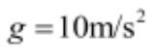 g = 10m/s²